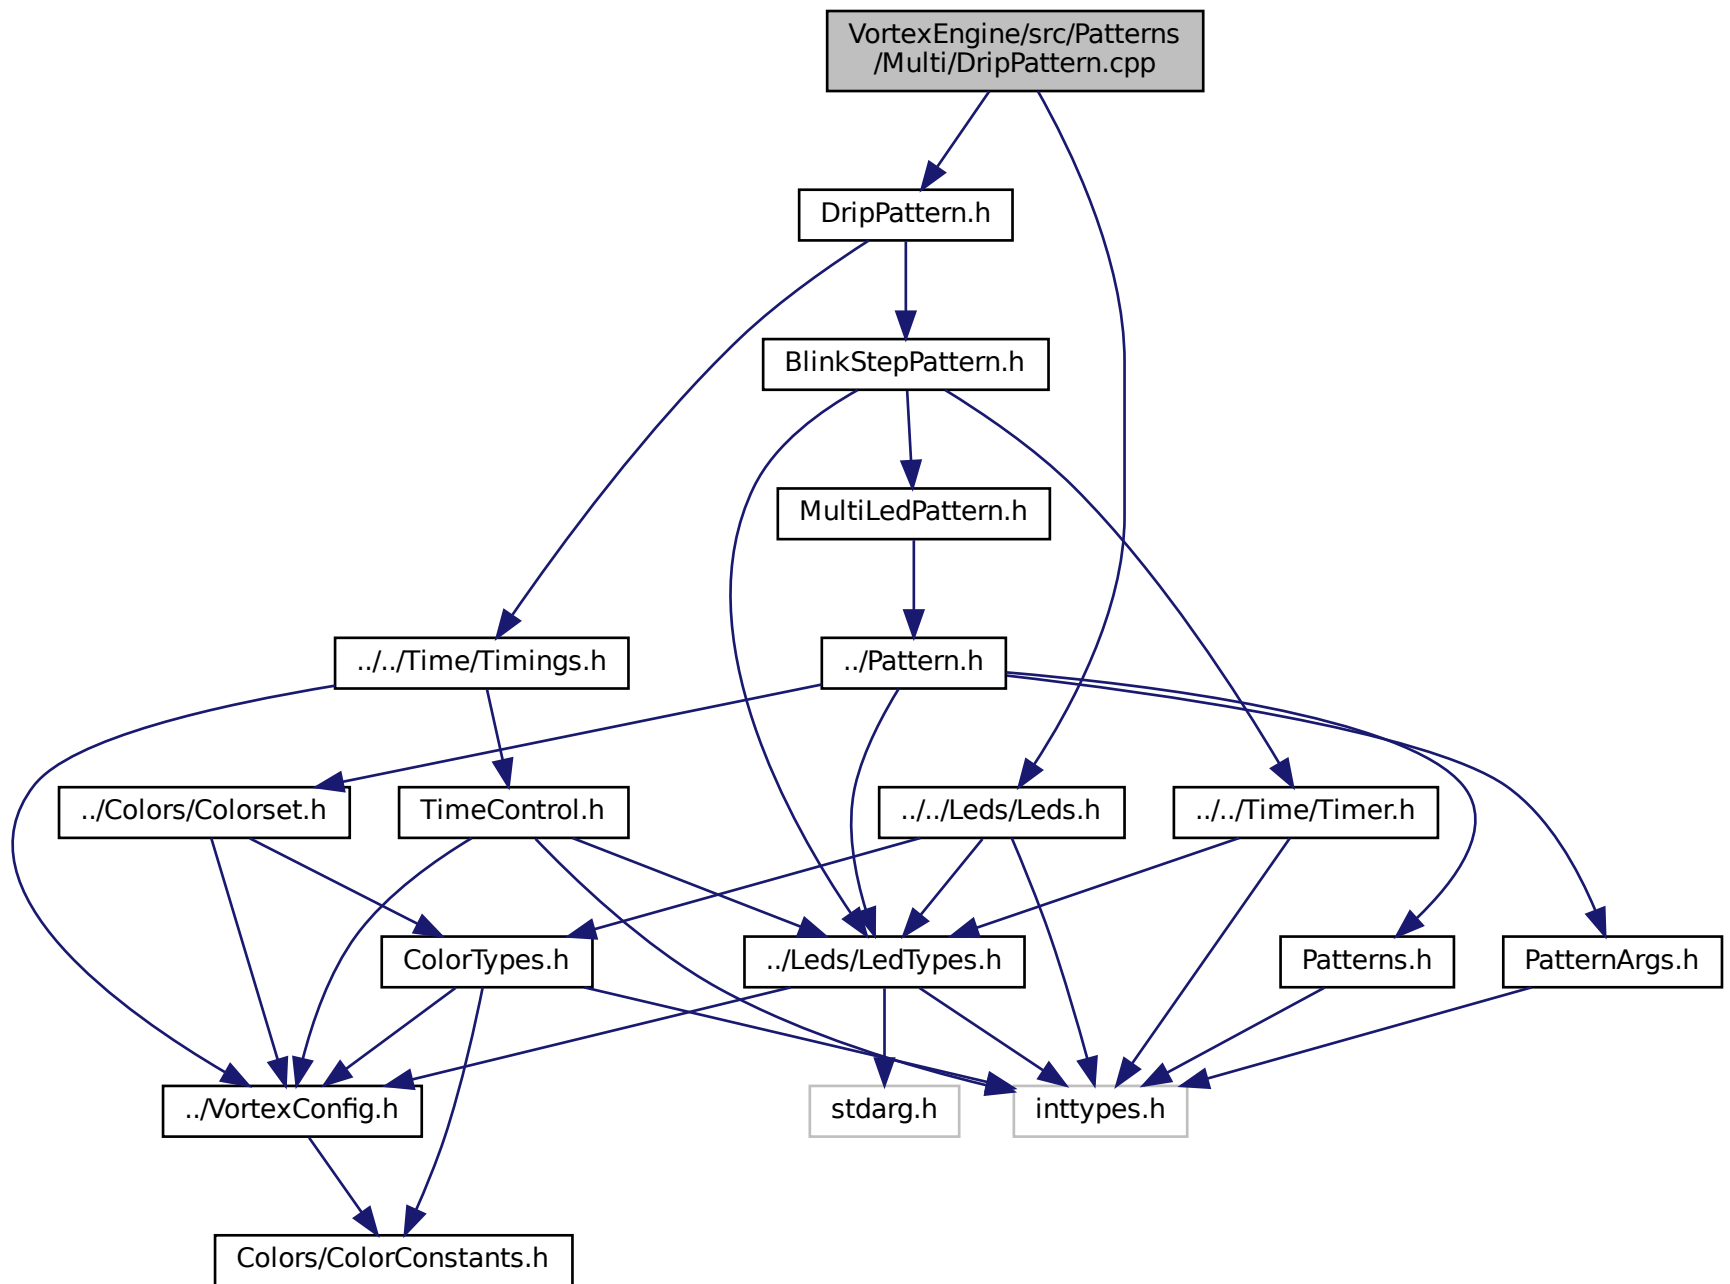 VortexEngine/src/Patterns
/Multi/DripPattern.cpp
DripPattern.h
BlinkStepPattern.h
MultiLedPattern.h
../../Time/Timings.h
../Pattern.h
../Colors/Colorset.h
TimeControl.h
../../Leds/Leds.h
../../Time/Timer.h
ColorTypes.h
../Leds/LedTypes.h
Patterns.h
PatternArgs.h
../VortexConfig.h
stdarg.h
inttypes.h
Colors/ColorConstants.h